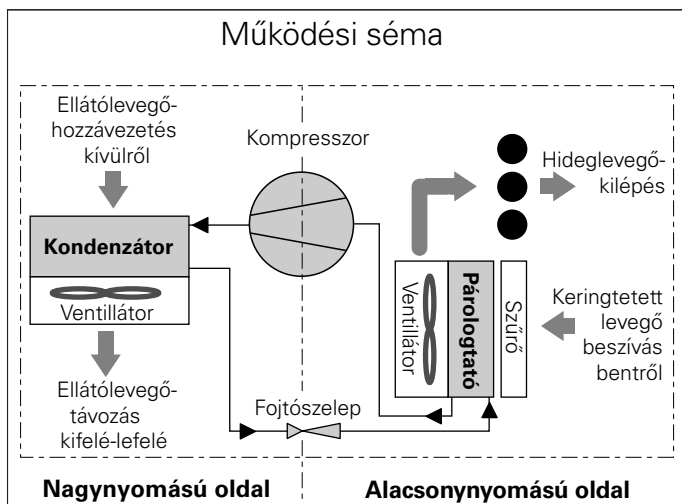 Működési séma
Ellátólevegő-
hozzávezetés
kívülről
Kompresszor
Hideglevegő-
kilépés
Kondenzátor
Ventillátor
Ellátólevegő-
távozás
kifelé-lefelé
Fojtószelep
Ventillátor
Párologtató
Szűrő
Keringtetett
levegő
beszívás
bentről
Nagynyomású oldal
Alacsonynyomású oldal